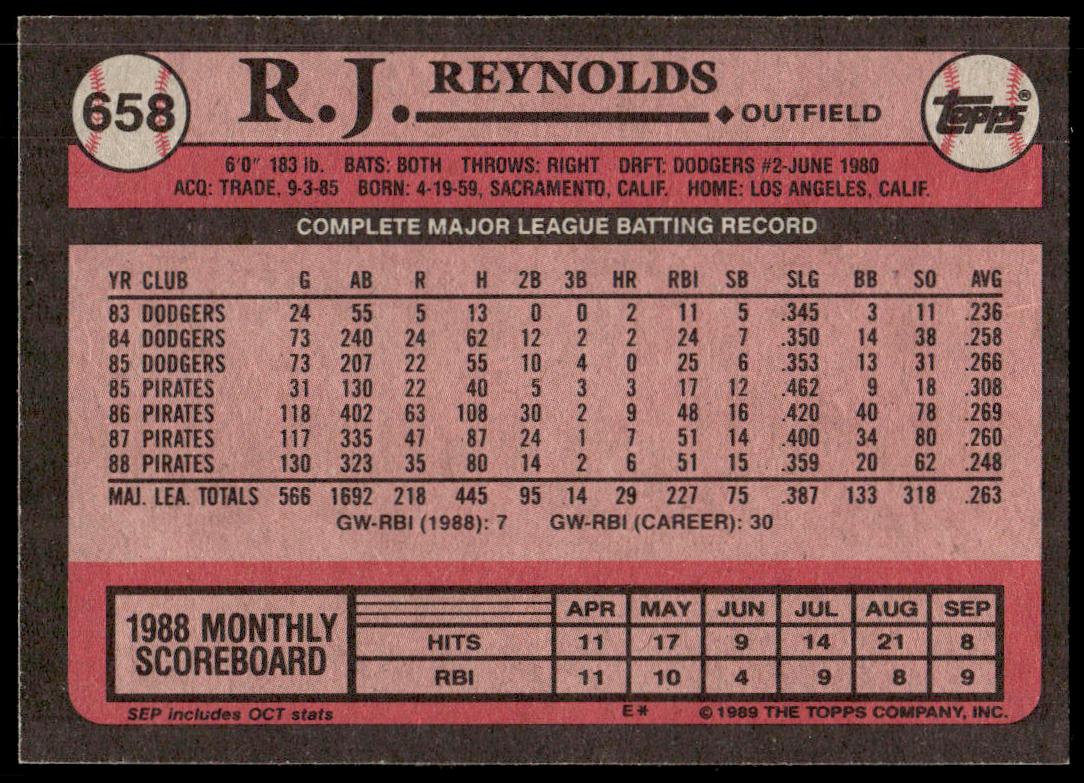 658
R.J. REYNOLDS
OUTFIELD
TOPPS®
6'0" 183 lb. BATS: BOTH THROWS: RIGHT DRFT: DODGERS #2-JUNE 1980
ACQ: TRADE, 9-3-85 BORN: 4-19-59, SACRAMENTO, CALIF. HOME: LOS ANGELES, CALIF.
COMPLETE MAJOR LEAGUE BATTING RECORD
YR CLUB G AB R H 2B 3B HR RBI SB SLG BB SO AVG
83 DODGERS 24 55 5 13 0 0 2 11 5 .345 3 11 .236
84 DODGERS 73 240 24 62 12 2 2 24 7 .350 14 38 .258
85 DODGERS 73 207 22 55 10 4 0 25 6 .353 13 31 .266
85 PIRATES 31 130 22 40 5 3 3 17 12 .462 9 18 .308
86 PIRATES 118 402 63 108 30 2 9 48 16 .420 40 78 .269
87 PIRATES 117 335 47 87 24 1 7 51 14 .400 34 80 .260
88 PIRATES 130 323 35 80 14 2 6 51 15 .359 20 62 .248
MAJ. LEA. TOTALS 566 1692 218 445 95 14 29 227 75 .387 133 318 .263
GW-RBI (1988): 7 GW-RBI (CAREER): 30
1988 MONTHLY
SCOREBOARD
APR MAY JUN JUL AUG SEP
HITS 11 17 9 14 21 8
RBI 11 10 4 9 8 9
SEP includes OCT stats E* © 1989 THE TOPPS COMPANY, INC.